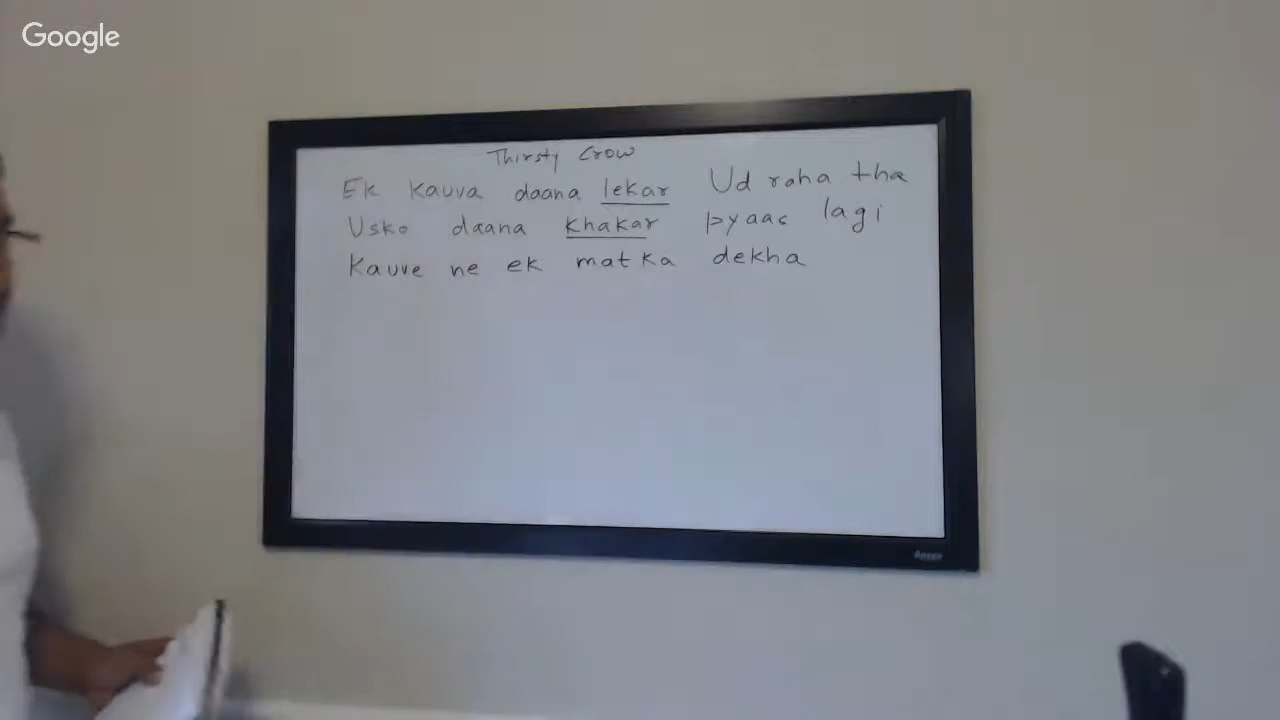 Google
Thirsty Crow
Ek Kauva daana lekar Ud raha tha
Usko daana Khakar pyaas lagi
Kauve ne ek matka dekha